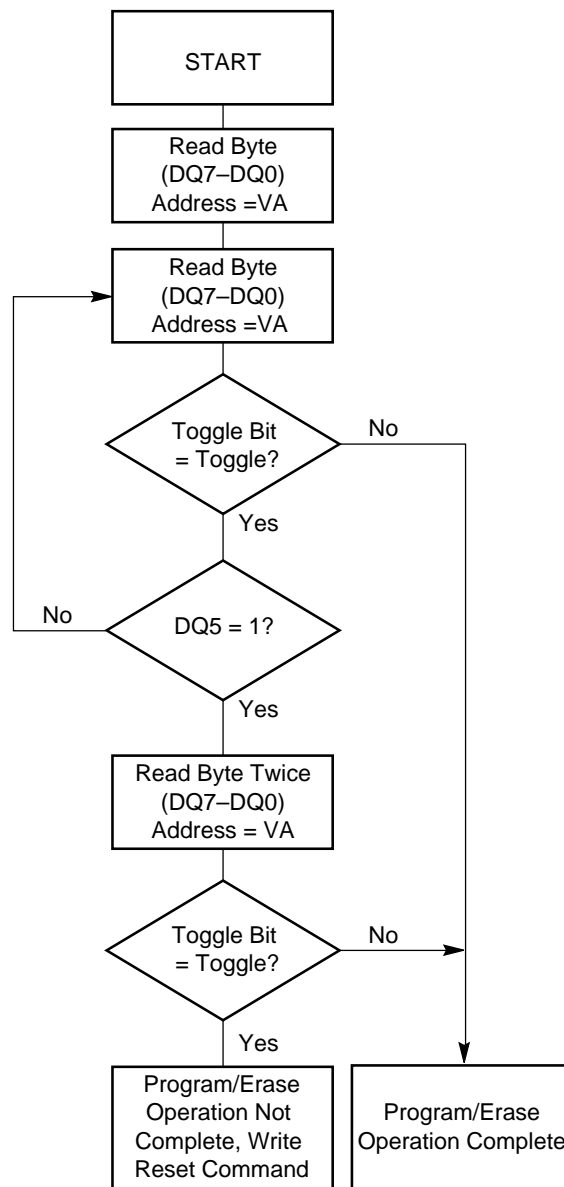 START
Read Byte
(DQ7–DQ0)
Address =VA
Read Byte
(DQ7–DQ0)
Address =VA
Toggle Bit
= Toggle?
No
Yes
DQ5 = 1?
No
Yes
Read Byte Twice
(DQ7–DQ0)
Address = VA
Toggle Bit
= Toggle?
No
Yes
Program/Erase
Operation Not
Complete, Write
Reset Command
Program/Erase
Operation Complete